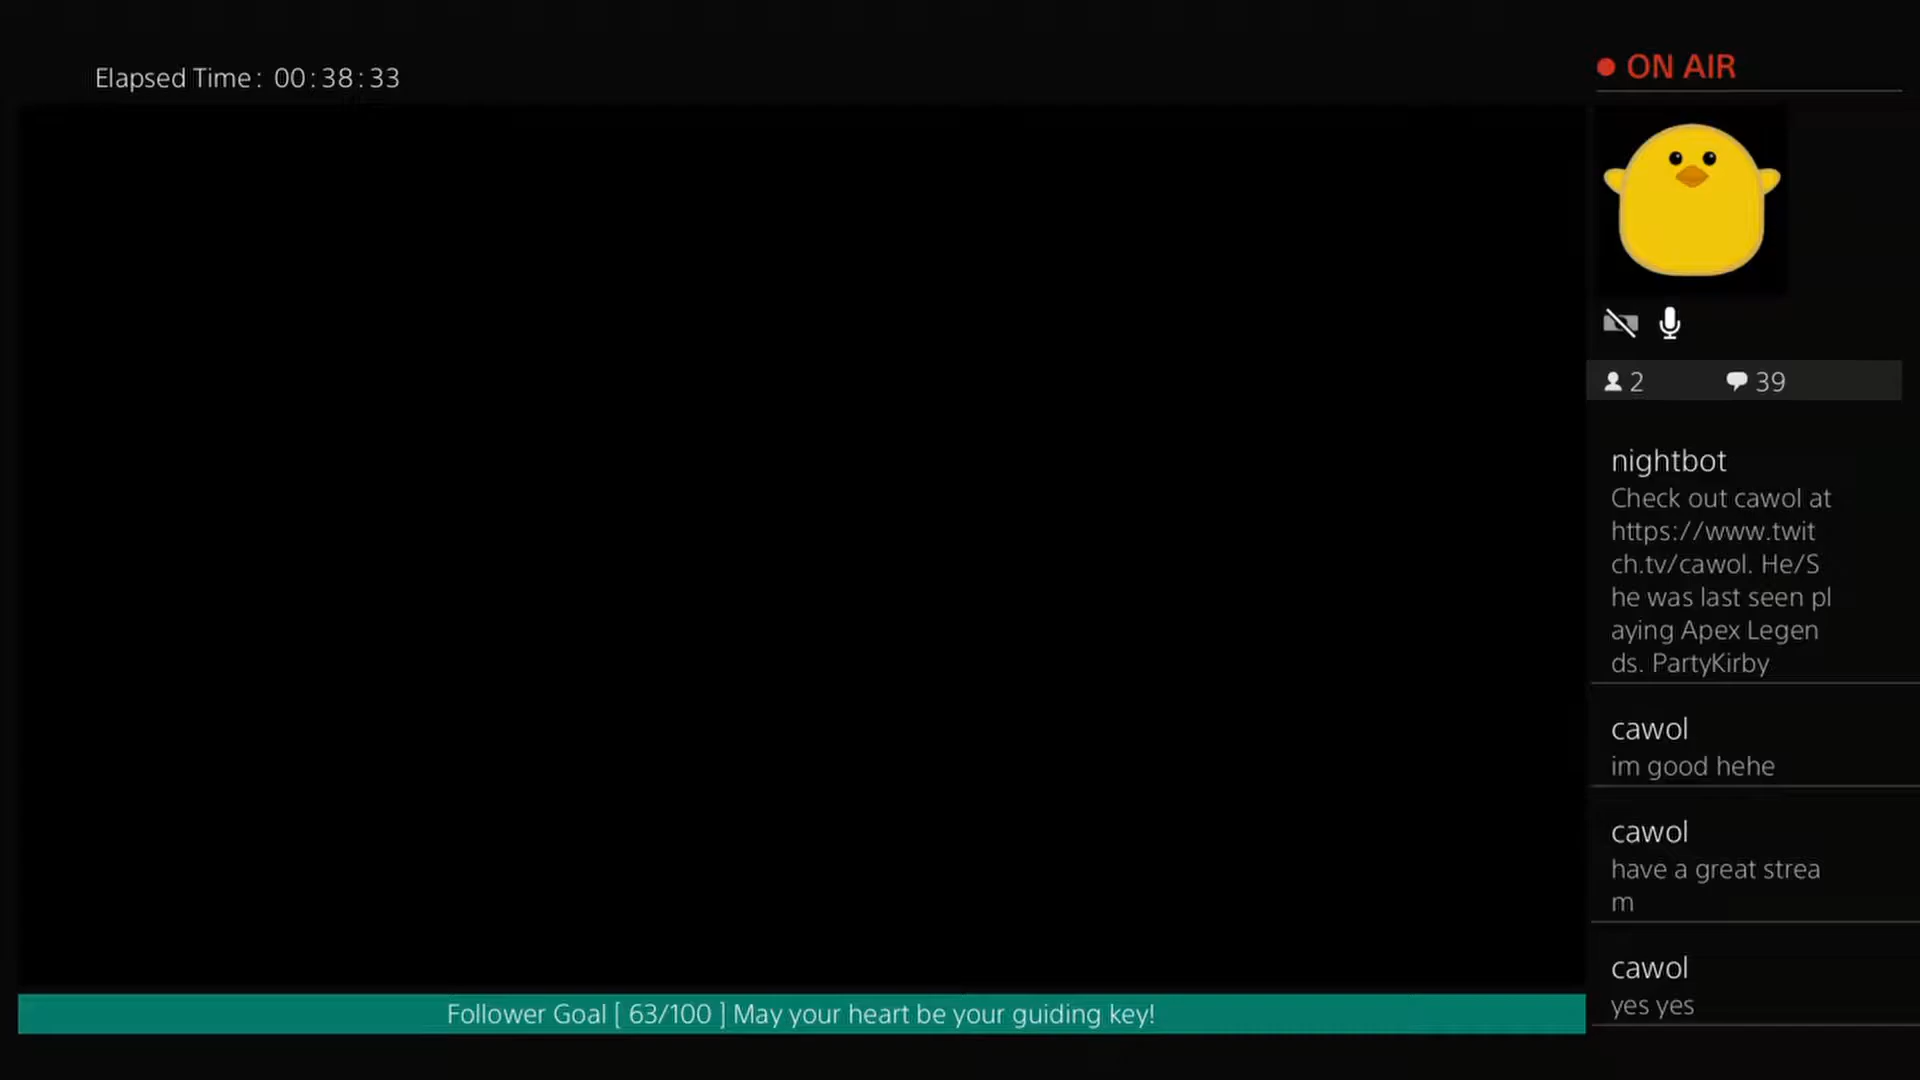 Elapsed Time: 00:38:33
ON AIR
2 39
nightbot
Check out cawol at
https://www.twit
ch.tv/cawol. He/S
he was last seen pl
aying Apex Legen
ds. PartyKirby
cawol
im good hehe
cawol
have a great strea
m
cawol
yes yes
Follower Goal [ 63/100 ] May your heart be your guiding key!